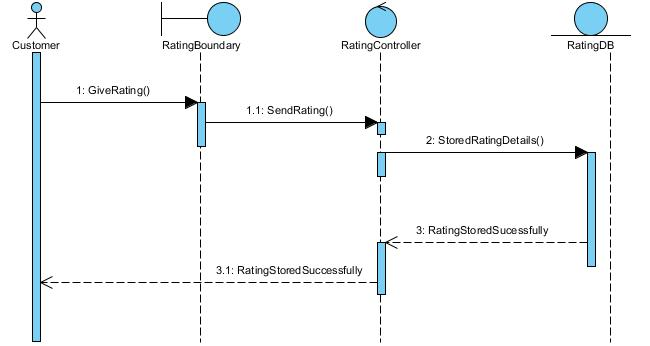 Customer
RatingBoundary
RatingController
RatingDB
1: GiveRating()
1.1: SendRating()
2: StoredRatingDetails()
3: RatingStoredSucessfully
3.1: RatingStoredSuccessfully